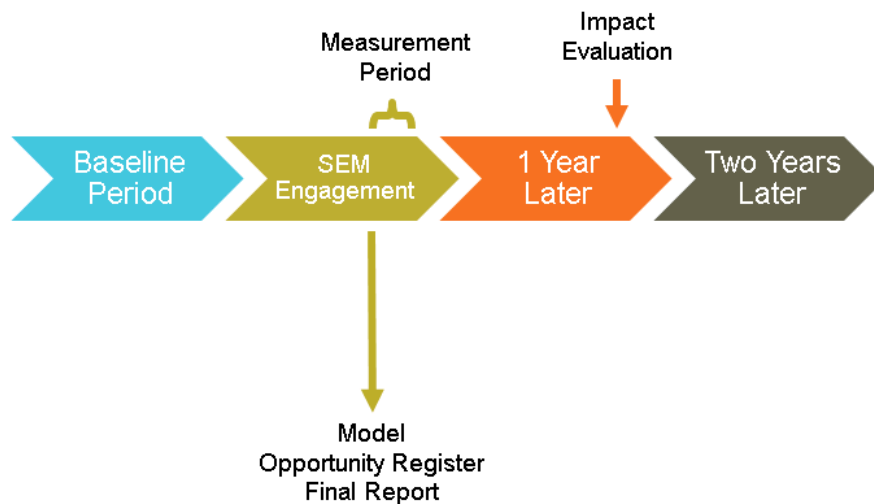 Measurement
Period
Impact
Evaluation
Baseline
Period
SEM
Engagement
1 Year
Later
Two Years
Later
Model
Opportunity Register
Final Report